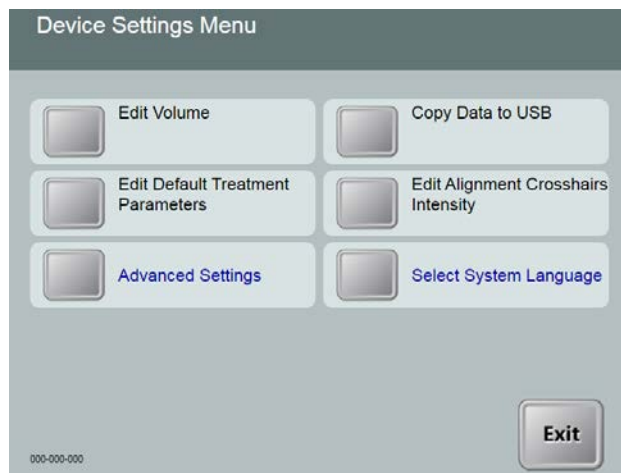 Device Settings Menu
Edit Volume
Copy Data to USB
Edit Default Treatment
Parameters
Edit Alignment Crosshairs
Intensity
Advanced Settings
Select System Language
Exit
000-000-000